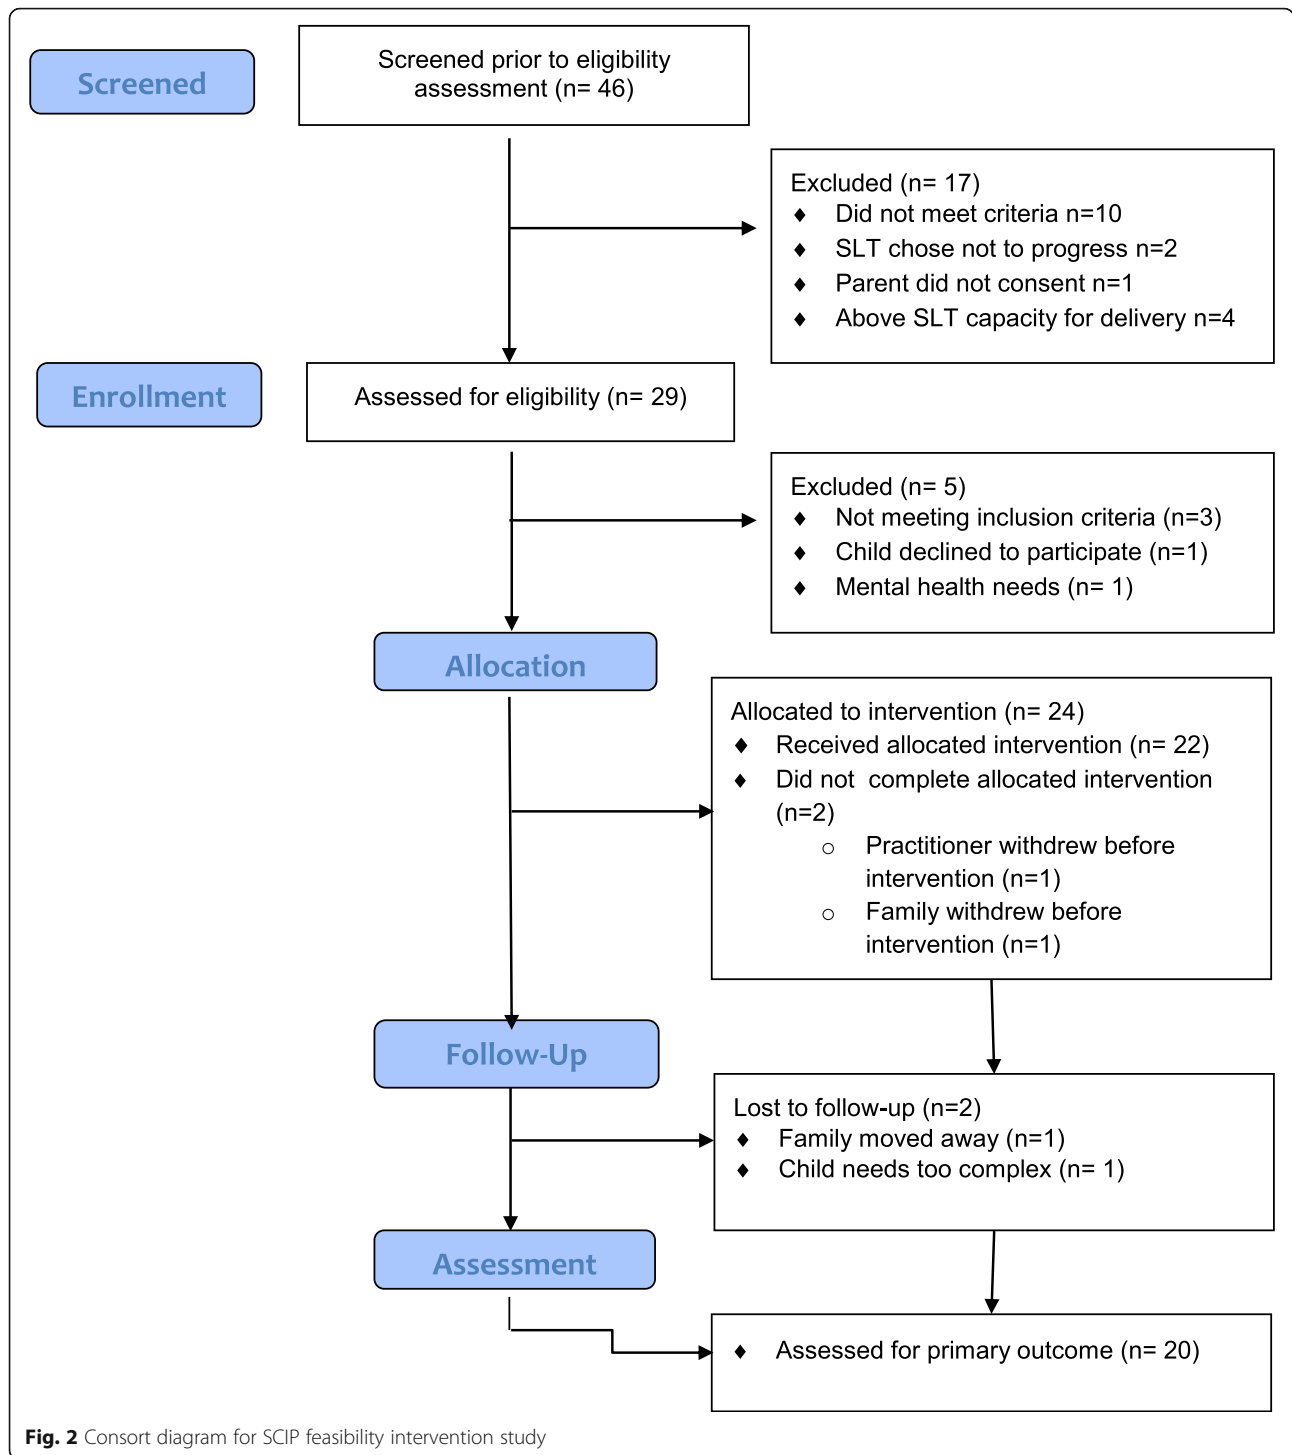 Screened
Screened prior to eligibility
assessment (n= 46)
Excluded (n= 17)
♦ Did not meet criteria n=10
♦ SLT chose not to progress n=2
♦ Parent did not consent n=1
♦ Above SLT capacity for delivery n=4
Enrollment
Assessed for eligibility (n= 29)
Excluded (n= 5)
♦ Not meeting inclusion criteria (n=3)
♦ Child declined to participate (n=1)
♦ Mental health needs (n= 1)
Allocation
Allocated to intervention (n= 24)
♦ Received allocated intervention (n= 22)
♦ Did not  complete allocated intervention
(n=2)
o Practitioner withdrew before
intervention (n=1)
o Family withdrew before
intervention (n=1)
Follow-Up
Lost to follow-up (n=2)
♦ Family moved away (n=1)
♦ Child needs too complex (n= 1)
Assessment
♦ Assessed for primary outcome (n= 20)
Fig. 2 Consort diagram for SCIP feasibility intervention study